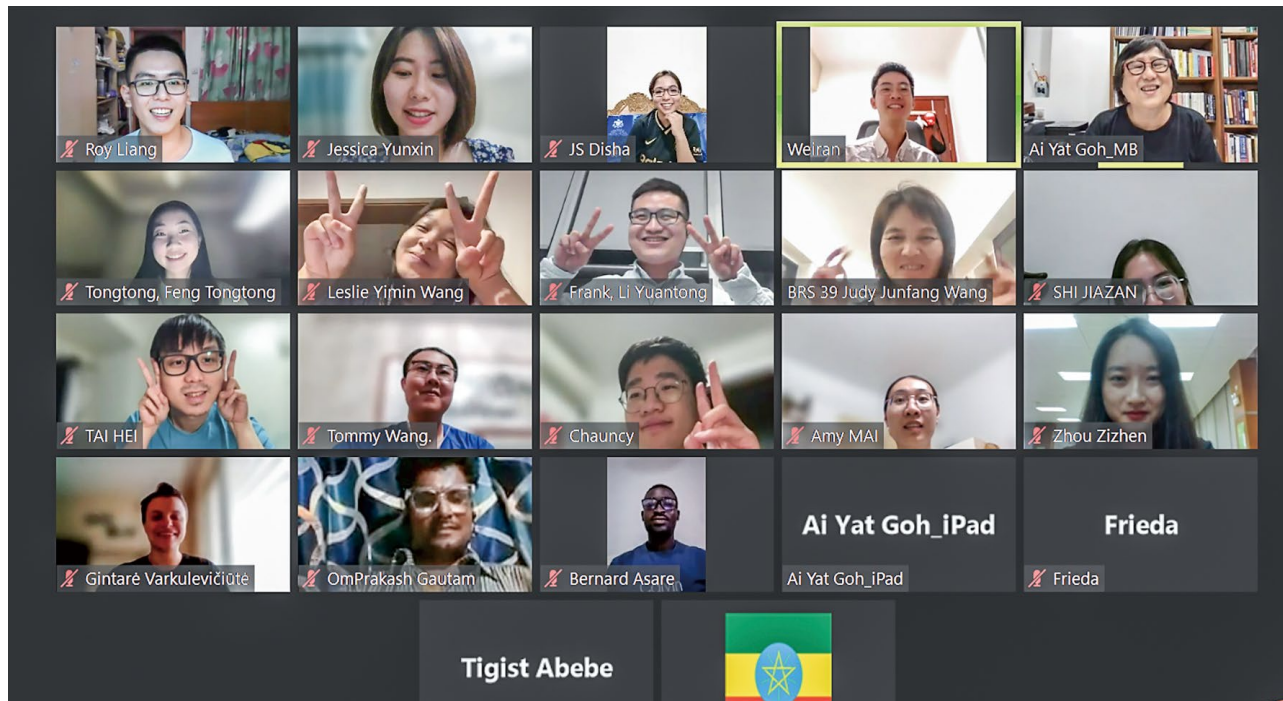 Roy Liang
Jessica Yunxin
JS Disha
Weiran
Ai Yat Goh_MB
Tongtong, Feng Tongtong
Leslie Yimin Wang
Frank, Li Yuantong
BRS 39 Judy Junfang Wang
SHI JIAZAN
TAI HEI
Tommy Wang.
Chauncy
Amy MAI
Zhou Zizhen
Gintarė Varkulevičiūtė
OmPrakash Gautam
Bernard Asare
Ai Yat Goh_iPad
Ai Yat Goh_iPad
Frieda
Frieda
Tigist Abebe